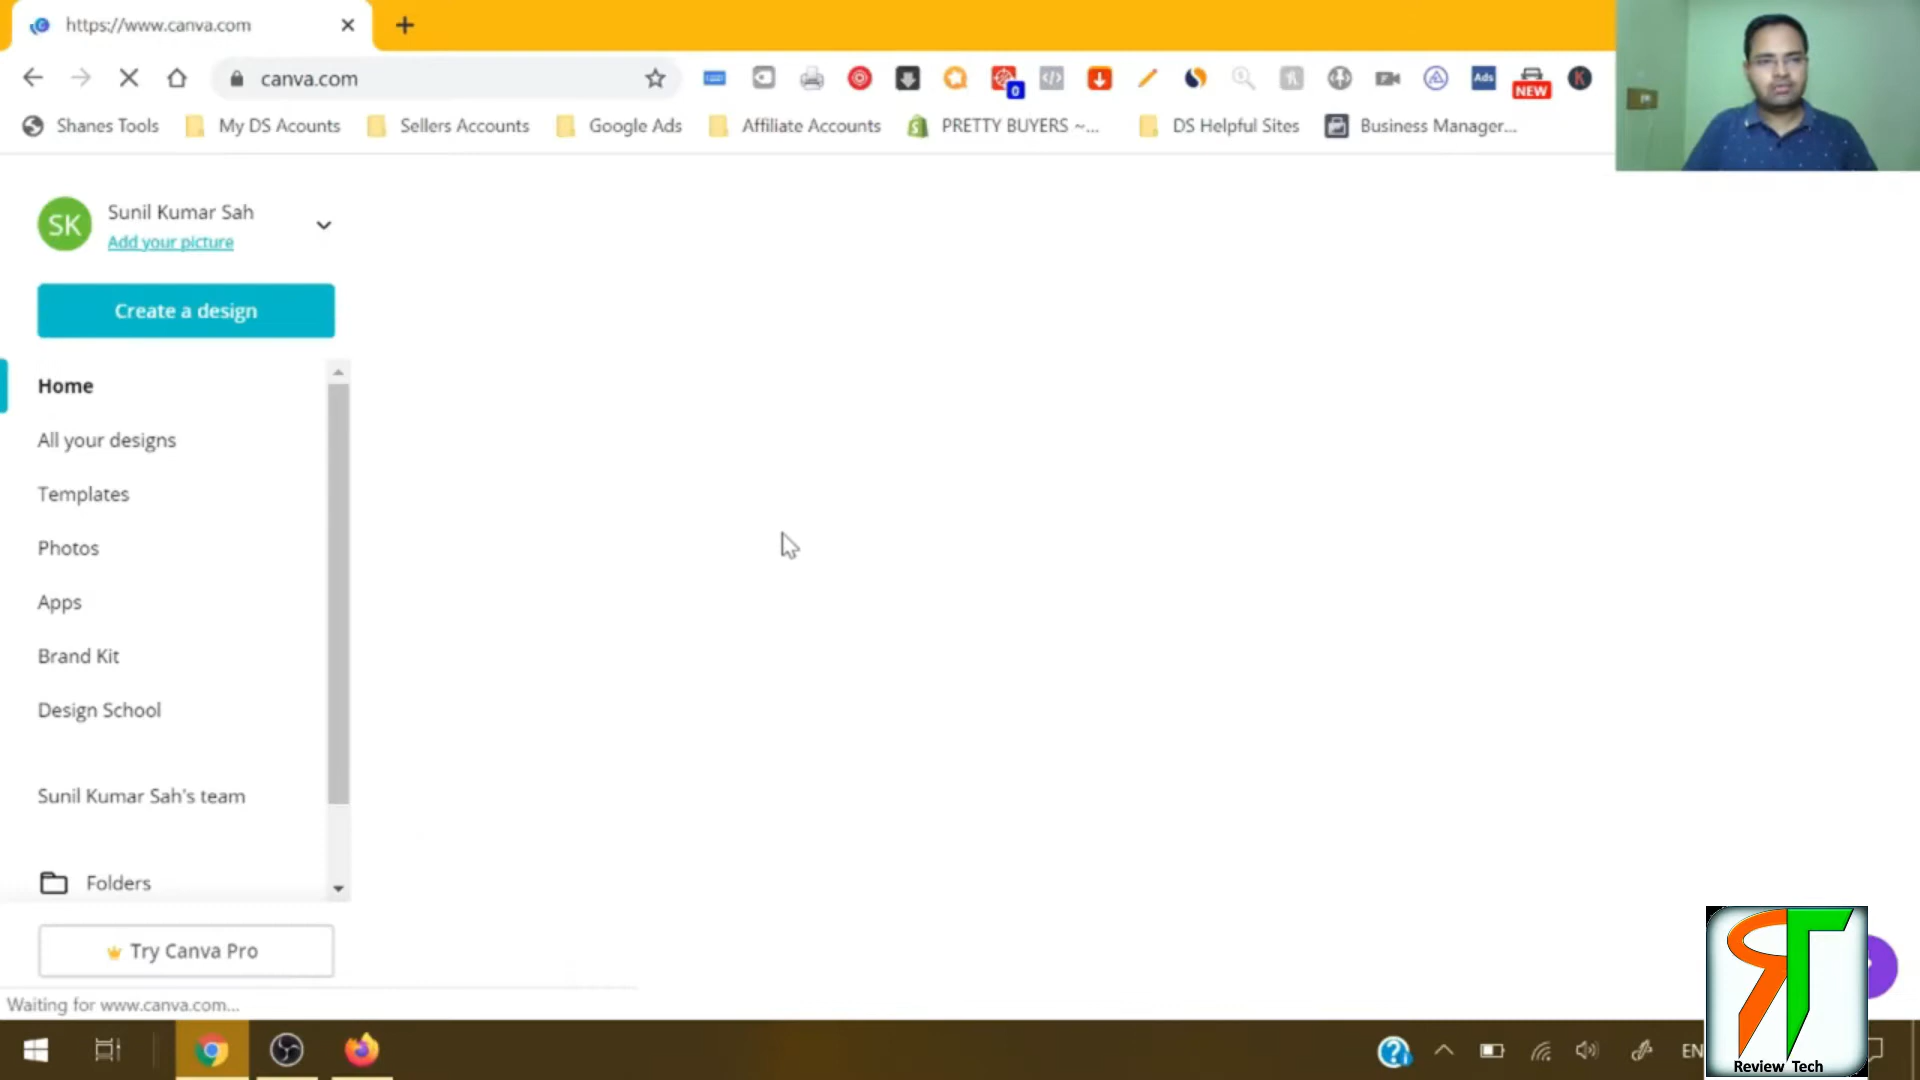 https://www.canva.com
canva.com
0
Ads
NEW
K
Shanes Tools
My DS Acounts
Sellers Accounts
Google Ads
Affiliate Accounts
PRETTY BUYERS ~...
DS Helpful Sites
Business Manager...
SK
Sunil Kumar Sah
Add your picture
Create a design
Home
All your designs
Templates
Photos
Apps
Brand Kit
Design School
Sunil Kumar Sah's team
Folders
Try Canva Pro
Waiting for www.canva.com...
EN
RT
Review Tech